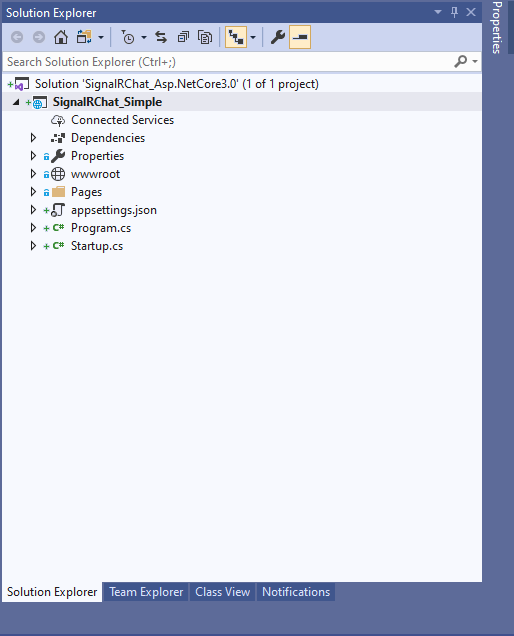 Solution Explorer
Properties
Search Solution Explorer (Ctrl+;)
Solution 'SignalRChat_Asp.NetCore3.0' (1 of 1 project)
SignalRChat_Simple
Connected Services
Dependencies
Properties
wwwroot
Pages
appsettings.json
C# Program.cs
C# Startup.cs
Solution Explorer Team Explorer Class View Notifications